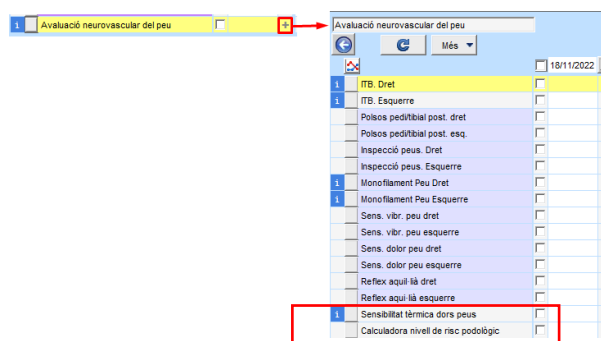 i Avaluació neurovascular del peu +
Avaluació neurovascular del peu
Més
18/11/2022
i ITB. Dret
i ITB. Esquerre
Polsos pedi/tibial post. dret
Polsos pedi/tibial post. esq.
Inspecció peus. Dret
Inspecció peus. Esquerre
i Monofilament Peu Dret
i Monofilament Peu Esquerre
Sens. vibr. peu dret
Sens. vibr. peu esquerre
Sens. dolor peu dret
Sens. dolor peu esquerre
Reflex aquil·lià dret
Reflex aqui·lià esquerre
i Sensibilitat tèrmica dors peus
Calculadora nivell de risc podològic